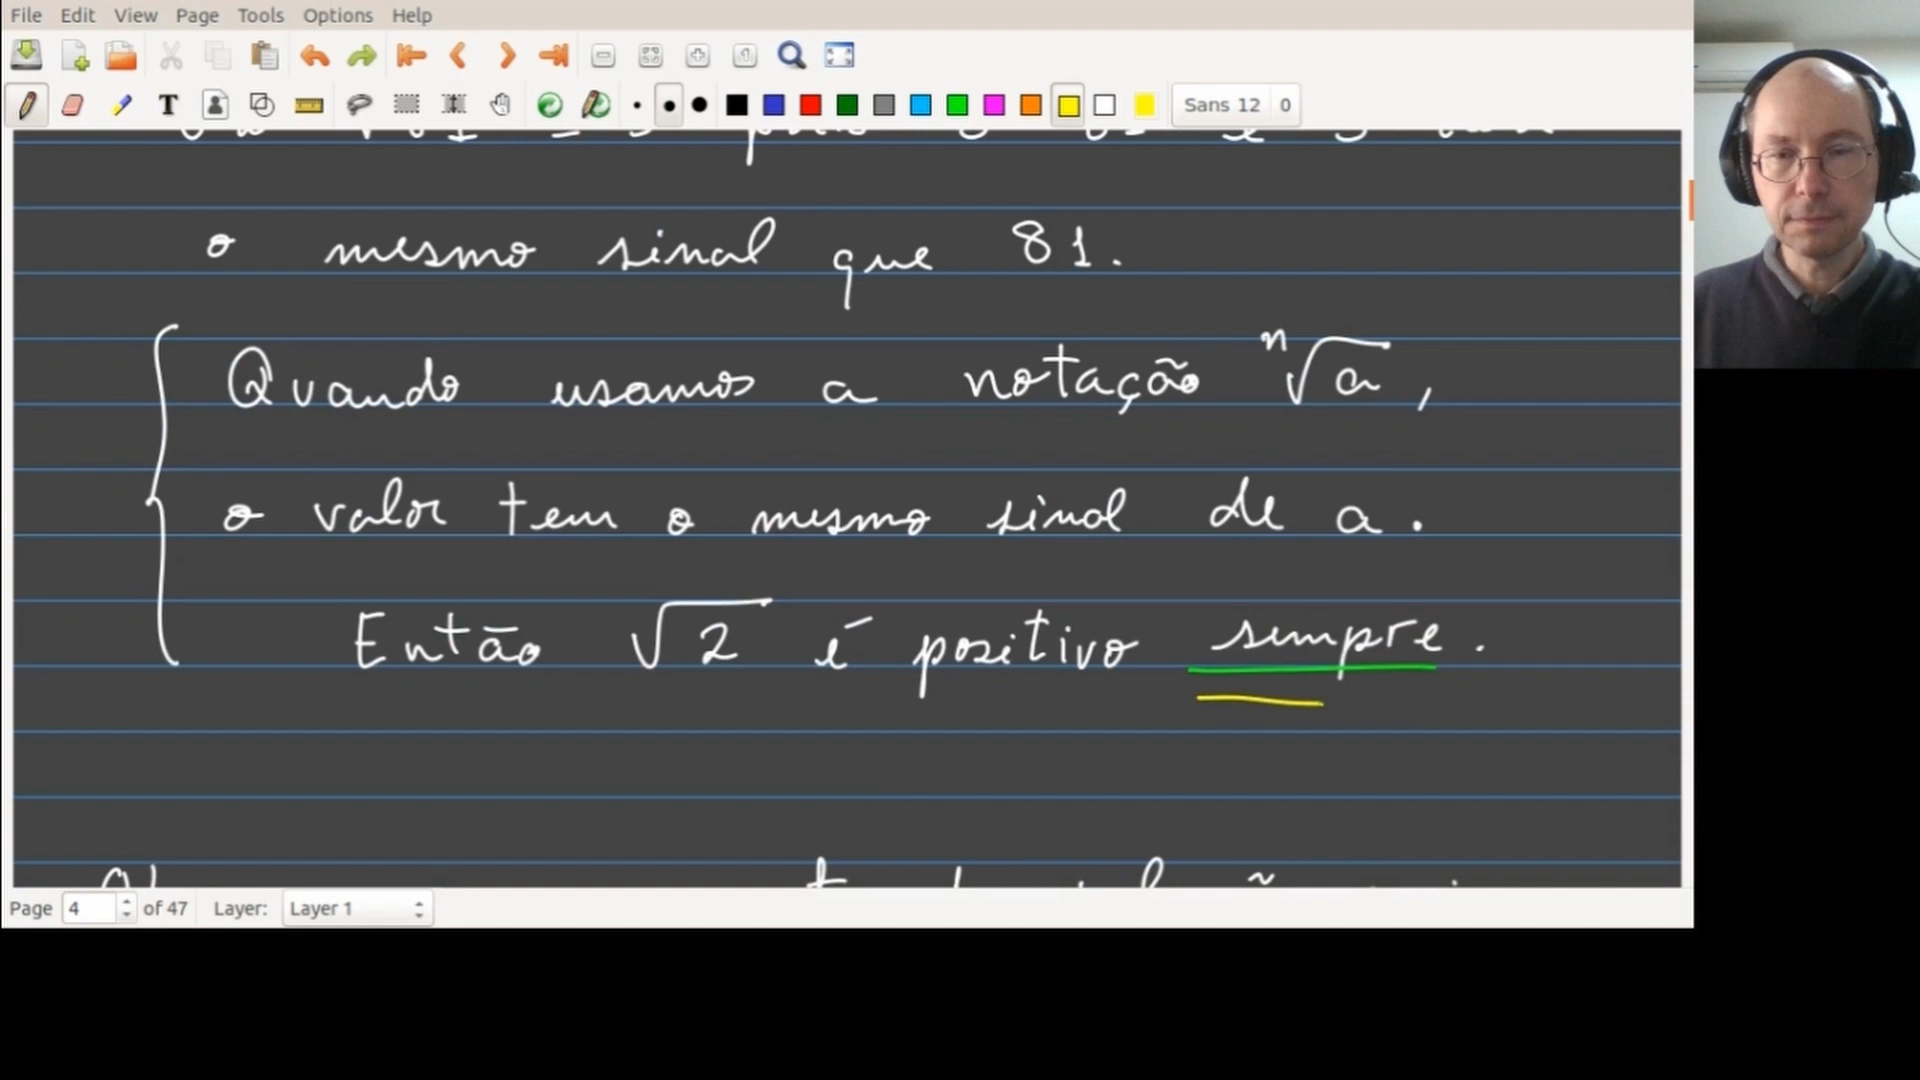 File Edit View Page Tools Options Help
Sans 12 0
o mesmo sinal que 81.
Quando usamos a notação ⁿ√a,
o valor tem o mesmo sinal de a.
Então √2 é positivo sempre.
Page 4 of 47 Layer: Layer 1